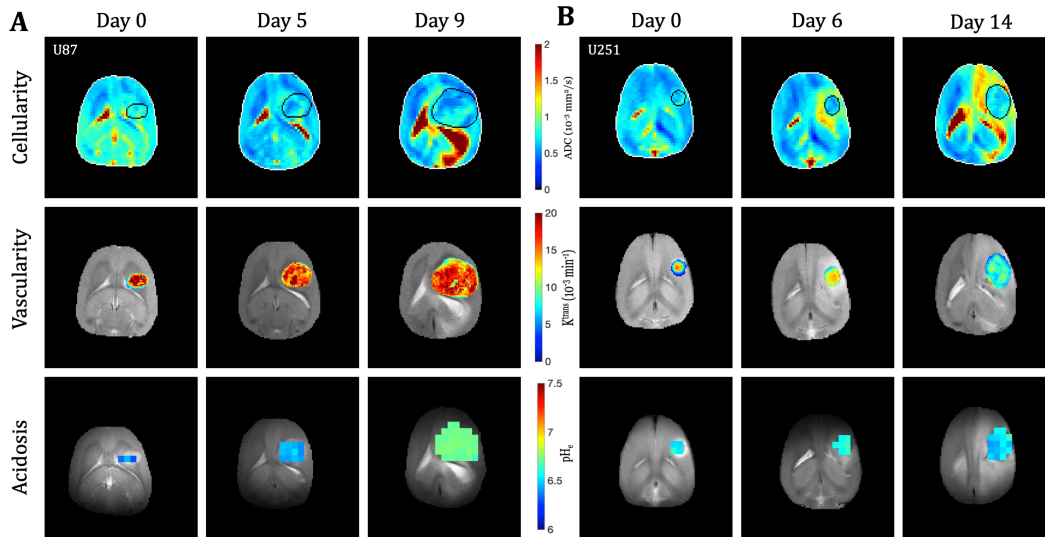 A
Day 0
Day 5
Day 9
B
Day 0
Day 6
Day 14
Cellularity
U87
2
1.5
1
0.5
0
ADC (10⁻³ mm²/s)
U251
Vascularity
20
15
10
5
0
Kᵗʳᵃⁿˢ (10⁻³ min⁻¹)
Acidosis
7.5
7
6.5
6
pHₑ